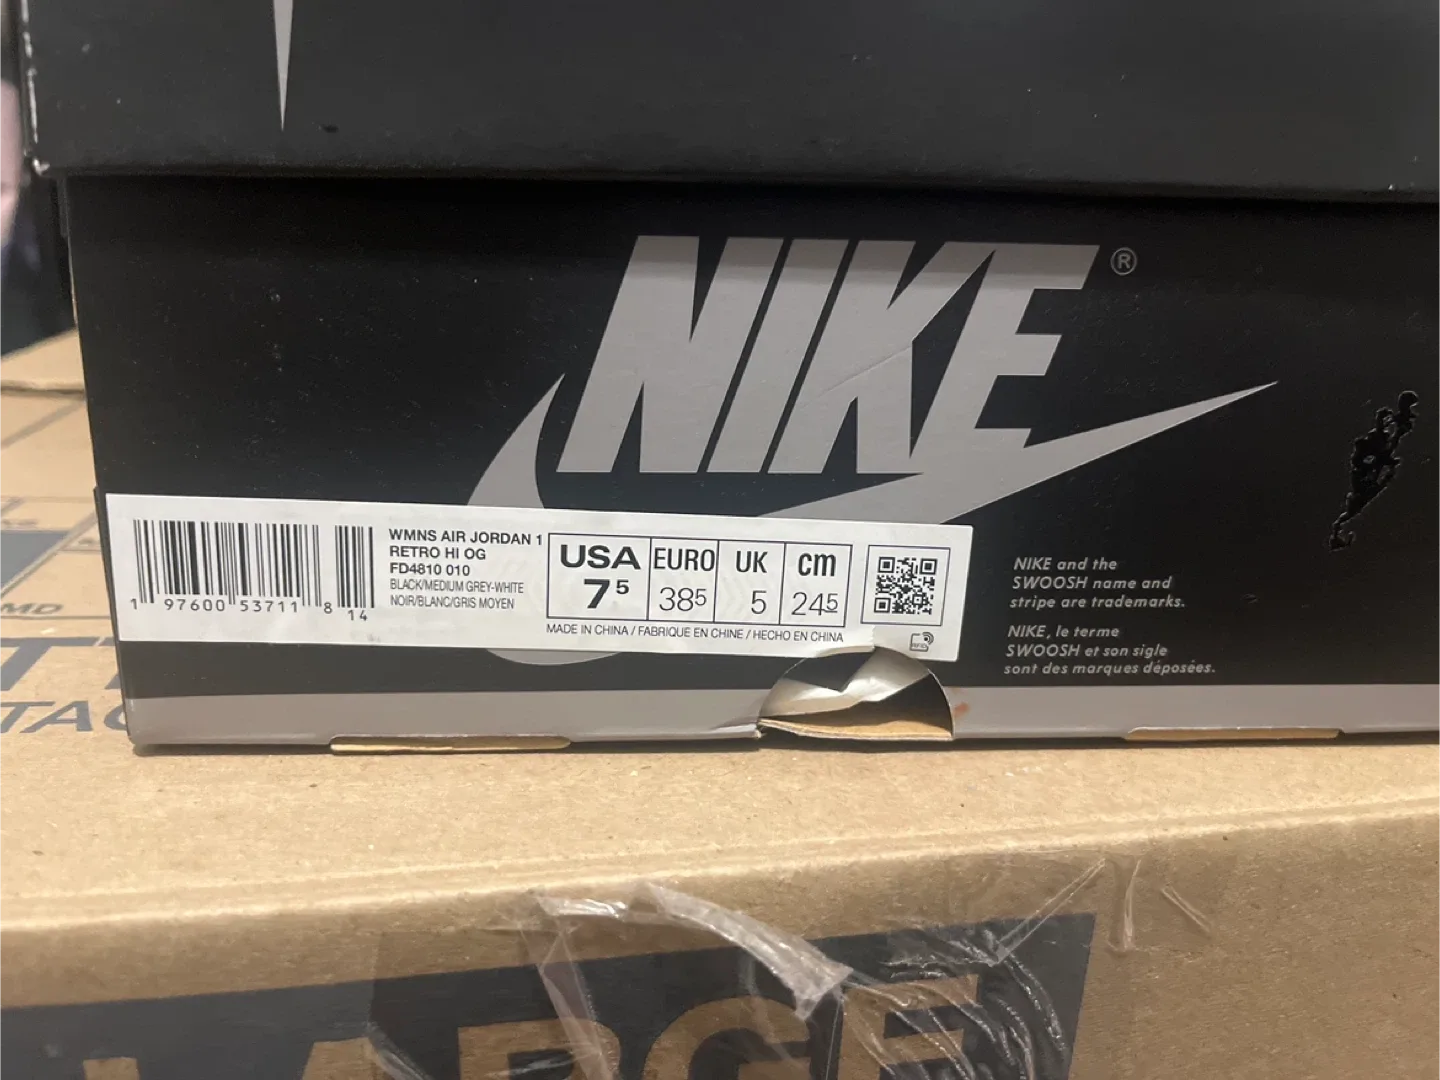 NIKE®
WMNS AIR JORDAN 1
RETRO HI OG
FD4810 010
BLACK/MEDIUM GREY-WHITE
NOIR/BLANC/GRIS MOYEN
1 97600 53711 8 14
USA EURO UK cm
7⁵ 38⁵ 5 24⁵
MADE IN CHINA / FABRIQUE EN CHINE / HECHO EN CHINA
NIKE and the
SWOOSH name and
stripe are trademarks.
NIKE, le terme
SWOOSH et son sigle
sont des marques déposées.
LARGE